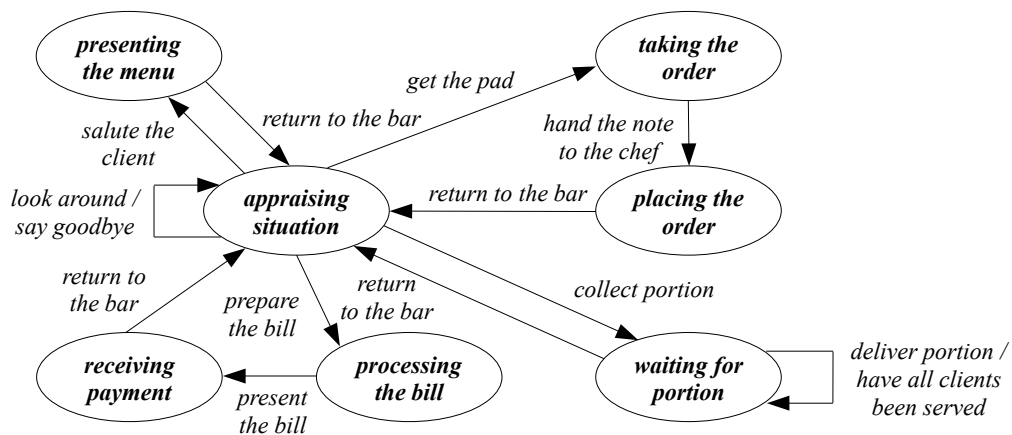 presenting
the menu
taking the
order
get the pad
return to the bar
salute the
client
hand the note
to the chef
look around /
say goodbye
appraising
situation
return to the bar
placing the
order
return to
the bar
prepare
the bill
return
to the bar
collect portion
receiving
payment
present
the bill
processing
the bill
waiting for
portion
deliver portion /
have all clients
been served